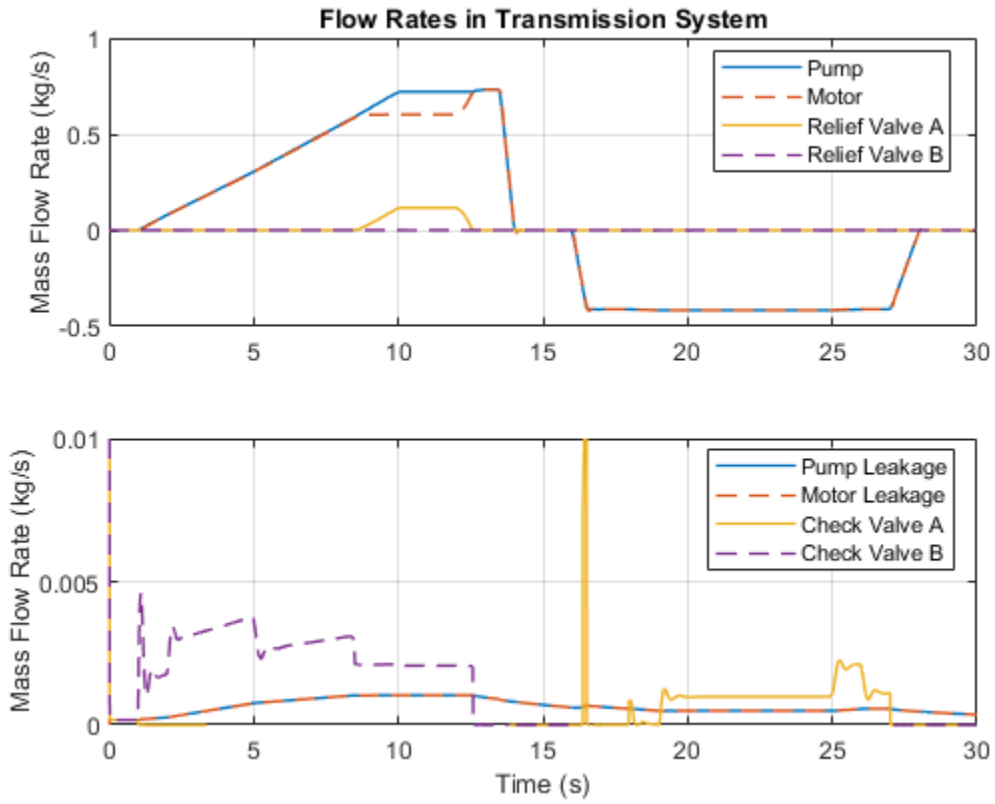 Flow Rates in Transmission System
Mass Flow Rate (kg/s)
1
0.5
0
-0.5
Pump
Motor
Relief Valve A
Relief Valve B
0 5 10 15 20 25 30
Mass Flow Rate (kg/s)
0.01
0.005
0
Pump Leakage
Motor Leakage
Check Valve A
Check Valve B
0 5 10 15 20 25 30
Time (s)